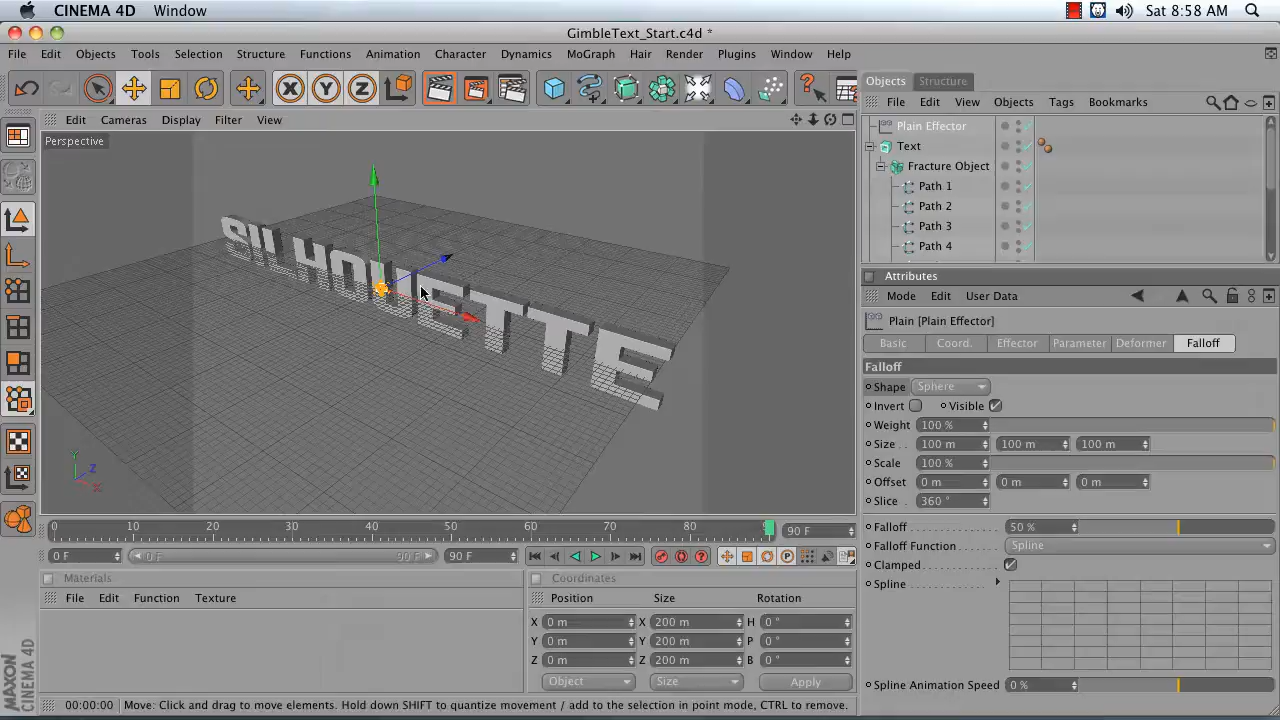 CINEMA 4D Window Sat 8:58 AM
GimbleText_Start.c4d *
File Edit Objects Tools Selection Structure Functions Animation Character Dynamics MoGraph Hair Render Plugins Window Help
X Y Z
Objects Structure
File Edit View Objects Tags Bookmarks
Edit Cameras Display Filter View
Perspective
Plain Effector
Text
Fracture Object
Path 1
Path 2
Path 3
Path 4
SILHOUETTE
Y
Z
X
Attributes
Mode Edit User Data
Plain [Plain Effector]
Basic Coord. Effector Parameter Deformer Falloff
Falloff
Shape Sphere
Invert Visible
Weight 100 %
Size . . 100 m 100 m 100 m
Scale 100 %
Offset 0 m 0 m 0 m
Slice . 360 °
Falloff . . . . . . . . . . . . 50 %
Falloff Function . . . . Spline
Clamped . . . . . . . . . .
Spline
Spline Animation Speed 0 %
0 10 20 30 40 50 60 70 80 90 F
0 F 0 F 90 F 90 F
Materials
File Edit Function Texture
Coordinates
Position Size Rotation
X 0 m X 200 m H 0 °
Y 0 m Y 200 m P 0 °
Z 0 m Z 200 m B 0 °
Object Size Apply
MAXON CINEMA 4D
00:00:00 Move: Click and drag to move elements. Hold down SHIFT to quantize movement / add to the selection in point mode, CTRL to remove.